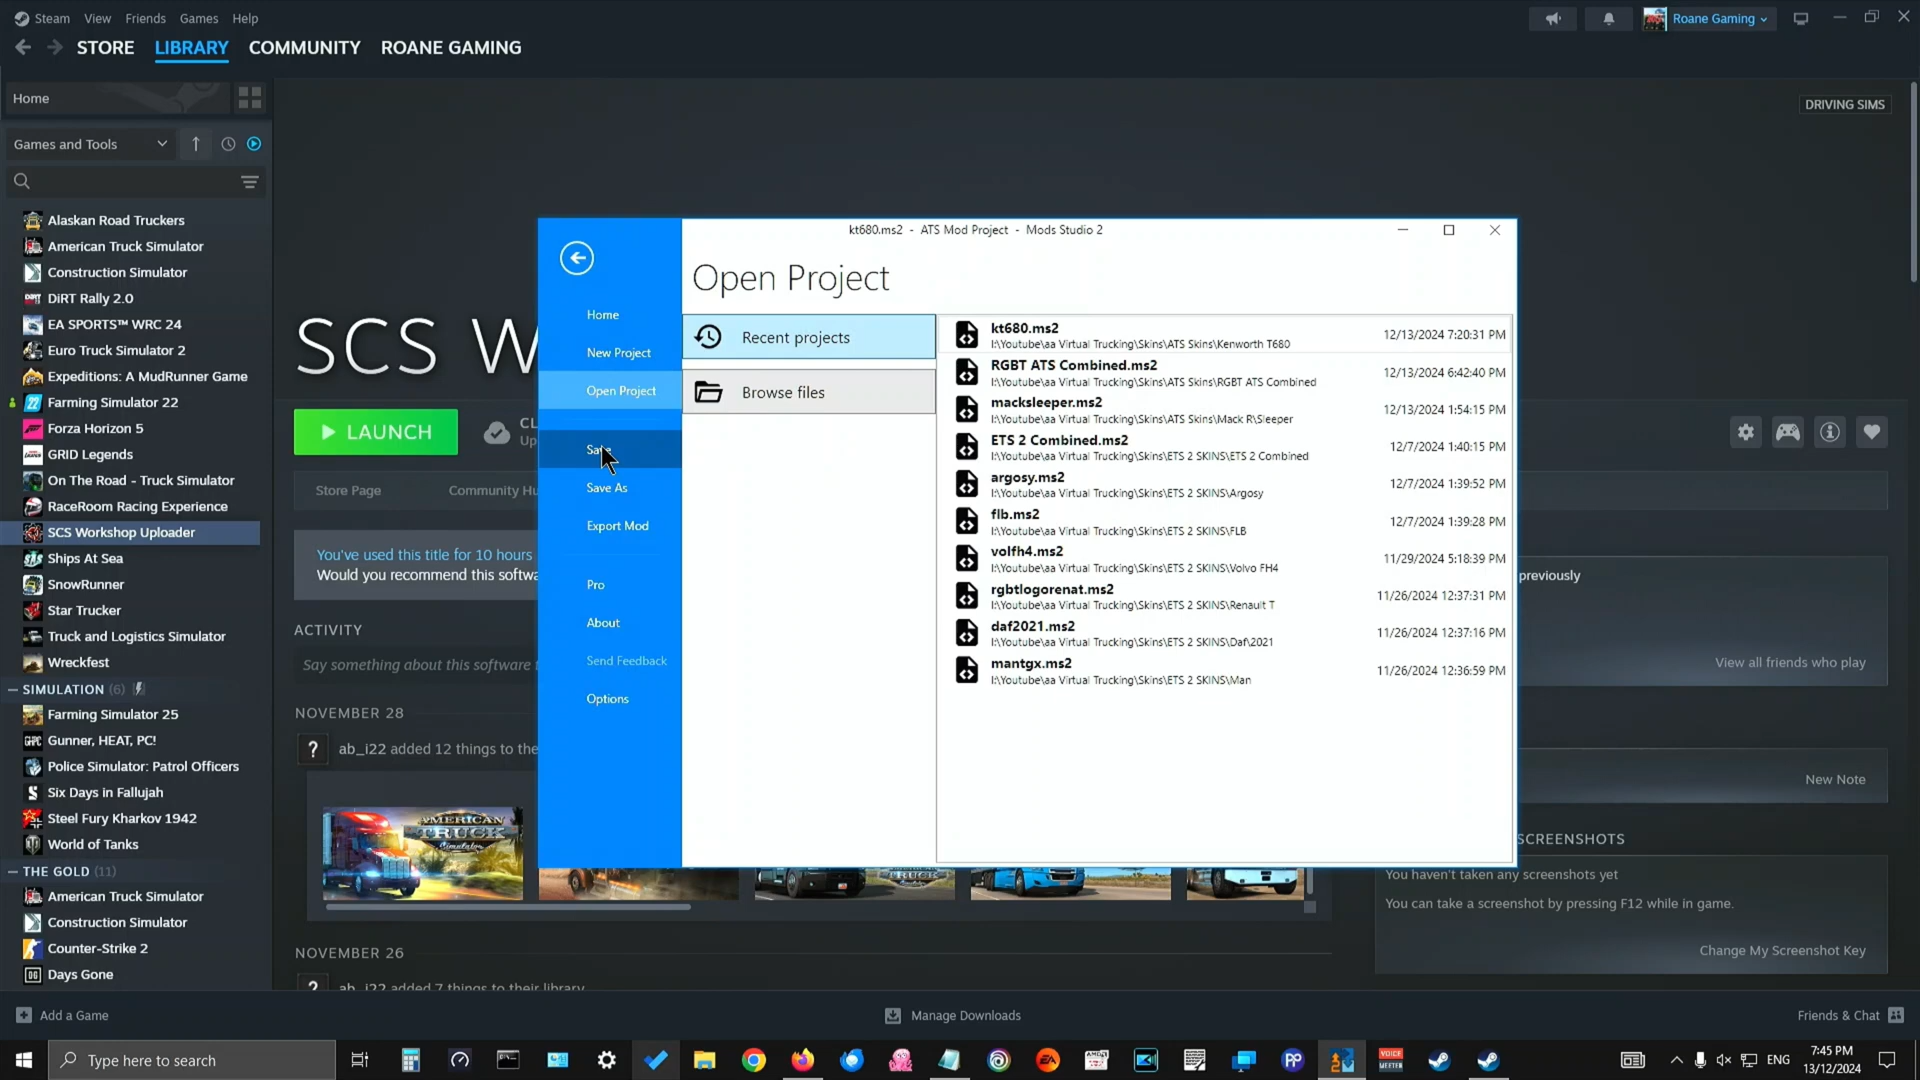 Steam View Friends Games Help
Roane Gaming
STORE LIBRARY COMMUNITY ROANE GAMING
Home
DRIVING SIMS
Games and Tools
Alaskan Road Truckers
American Truck Simulator
Construction Simulator
DiRT Rally 2.0
EA SPORTS™ WRC 24
Euro Truck Simulator 2
Expeditions: A MudRunner Game
Farming Simulator 22
Forza Horizon 5
GRID Legends
On The Road - Truck Simulator
RaceRoom Racing Experience
SCS Workshop Uploader
Ships At Sea
SnowRunner
Star Trucker
Truck and Logistics Simulator
Wreckfest
SIMULATION (6)
Farming Simulator 25
Gunner, HEAT, PC!
Police Simulator: Patrol Officers
Six Days in Fallujah
Steel Fury Kharkov 1942
World of Tanks
THE GOLD (11)
American Truck Simulator
Construction Simulator
Counter-Strike 2
Days Gone
SCS W
LAUNCH
CL
Up
Store Page Community Hu
You've used this title for 10 hours
Would you recommend this softwa
ACTIVITY
Say something about this software t
NOVEMBER 28
? ab_i22 added 12 things to the
AMERICAN
TRUCK
Simulator
NOVEMBER 26
? ab_i22 added 7 things to their library
kt680.ms2 - ATS Mod Project - Mods Studio 2
Home
New Project
Open Project
Save
Save As
Export Mod
Pro
About
Send Feedback
Options
Open Project
Recent projects
Browse files
kt680.ms2 12/13/2024 7:20:31 PM
I:\Youtube\aa Virtual Trucking\Skins\ATS Skins\Kenworth T680
RGBT ATS Combined.ms2 12/13/2024 6:42:40 PM
I:\Youtube\aa Virtual Trucking\Skins\ATS Skins\RGBT ATS Combined
macksleeper.ms2 12/13/2024 1:54:15 PM
I:\Youtube\aa Virtual Trucking\Skins\ATS Skins\Mack R\Sleeper
ETS 2 Combined.ms2 12/7/2024 1:40:15 PM
I:\Youtube\aa Virtual Trucking\Skins\ETS 2 SKINS\ETS 2 Combined
argosy.ms2 12/7/2024 1:39:52 PM
I:\Youtube\aa Virtual Trucking\Skins\ETS 2 SKINS\Argosy
flb.ms2 12/7/2024 1:39:28 PM
I:\Youtube\aa Virtual Trucking\Skins\ETS 2 SKINS\FLB
volfh4.ms2 11/29/2024 5:18:39 PM
I:\Youtube\aa Virtual Trucking\Skins\ETS 2 SKINS\Volvo FH4
rgbtlogorenat.ms2 11/26/2024 12:37:31 PM
I:\Youtube\aa Virtual Trucking\Skins\ETS 2 SKINS\Renault T
daf2021.ms2 11/26/2024 12:37:16 PM
I:\Youtube\aa Virtual Trucking\Skins\ETS 2 SKINS\Daf\2021
mantgx.ms2 11/26/2024 12:36:59 PM
I:\Youtube\aa Virtual Trucking\Skins\ETS 2 SKINS\Man
previously
View all friends who play
New Note
SCREENSHOTS
You haven't taken any screenshots yet
You can take a screenshot by pressing F12 while in game.
Change My Screenshot Key
Add a Game
Manage Downloads
Friends & Chat
Type here to search
EA
VOICE
MEETER
ENG
7:45 PM
13/12/2024